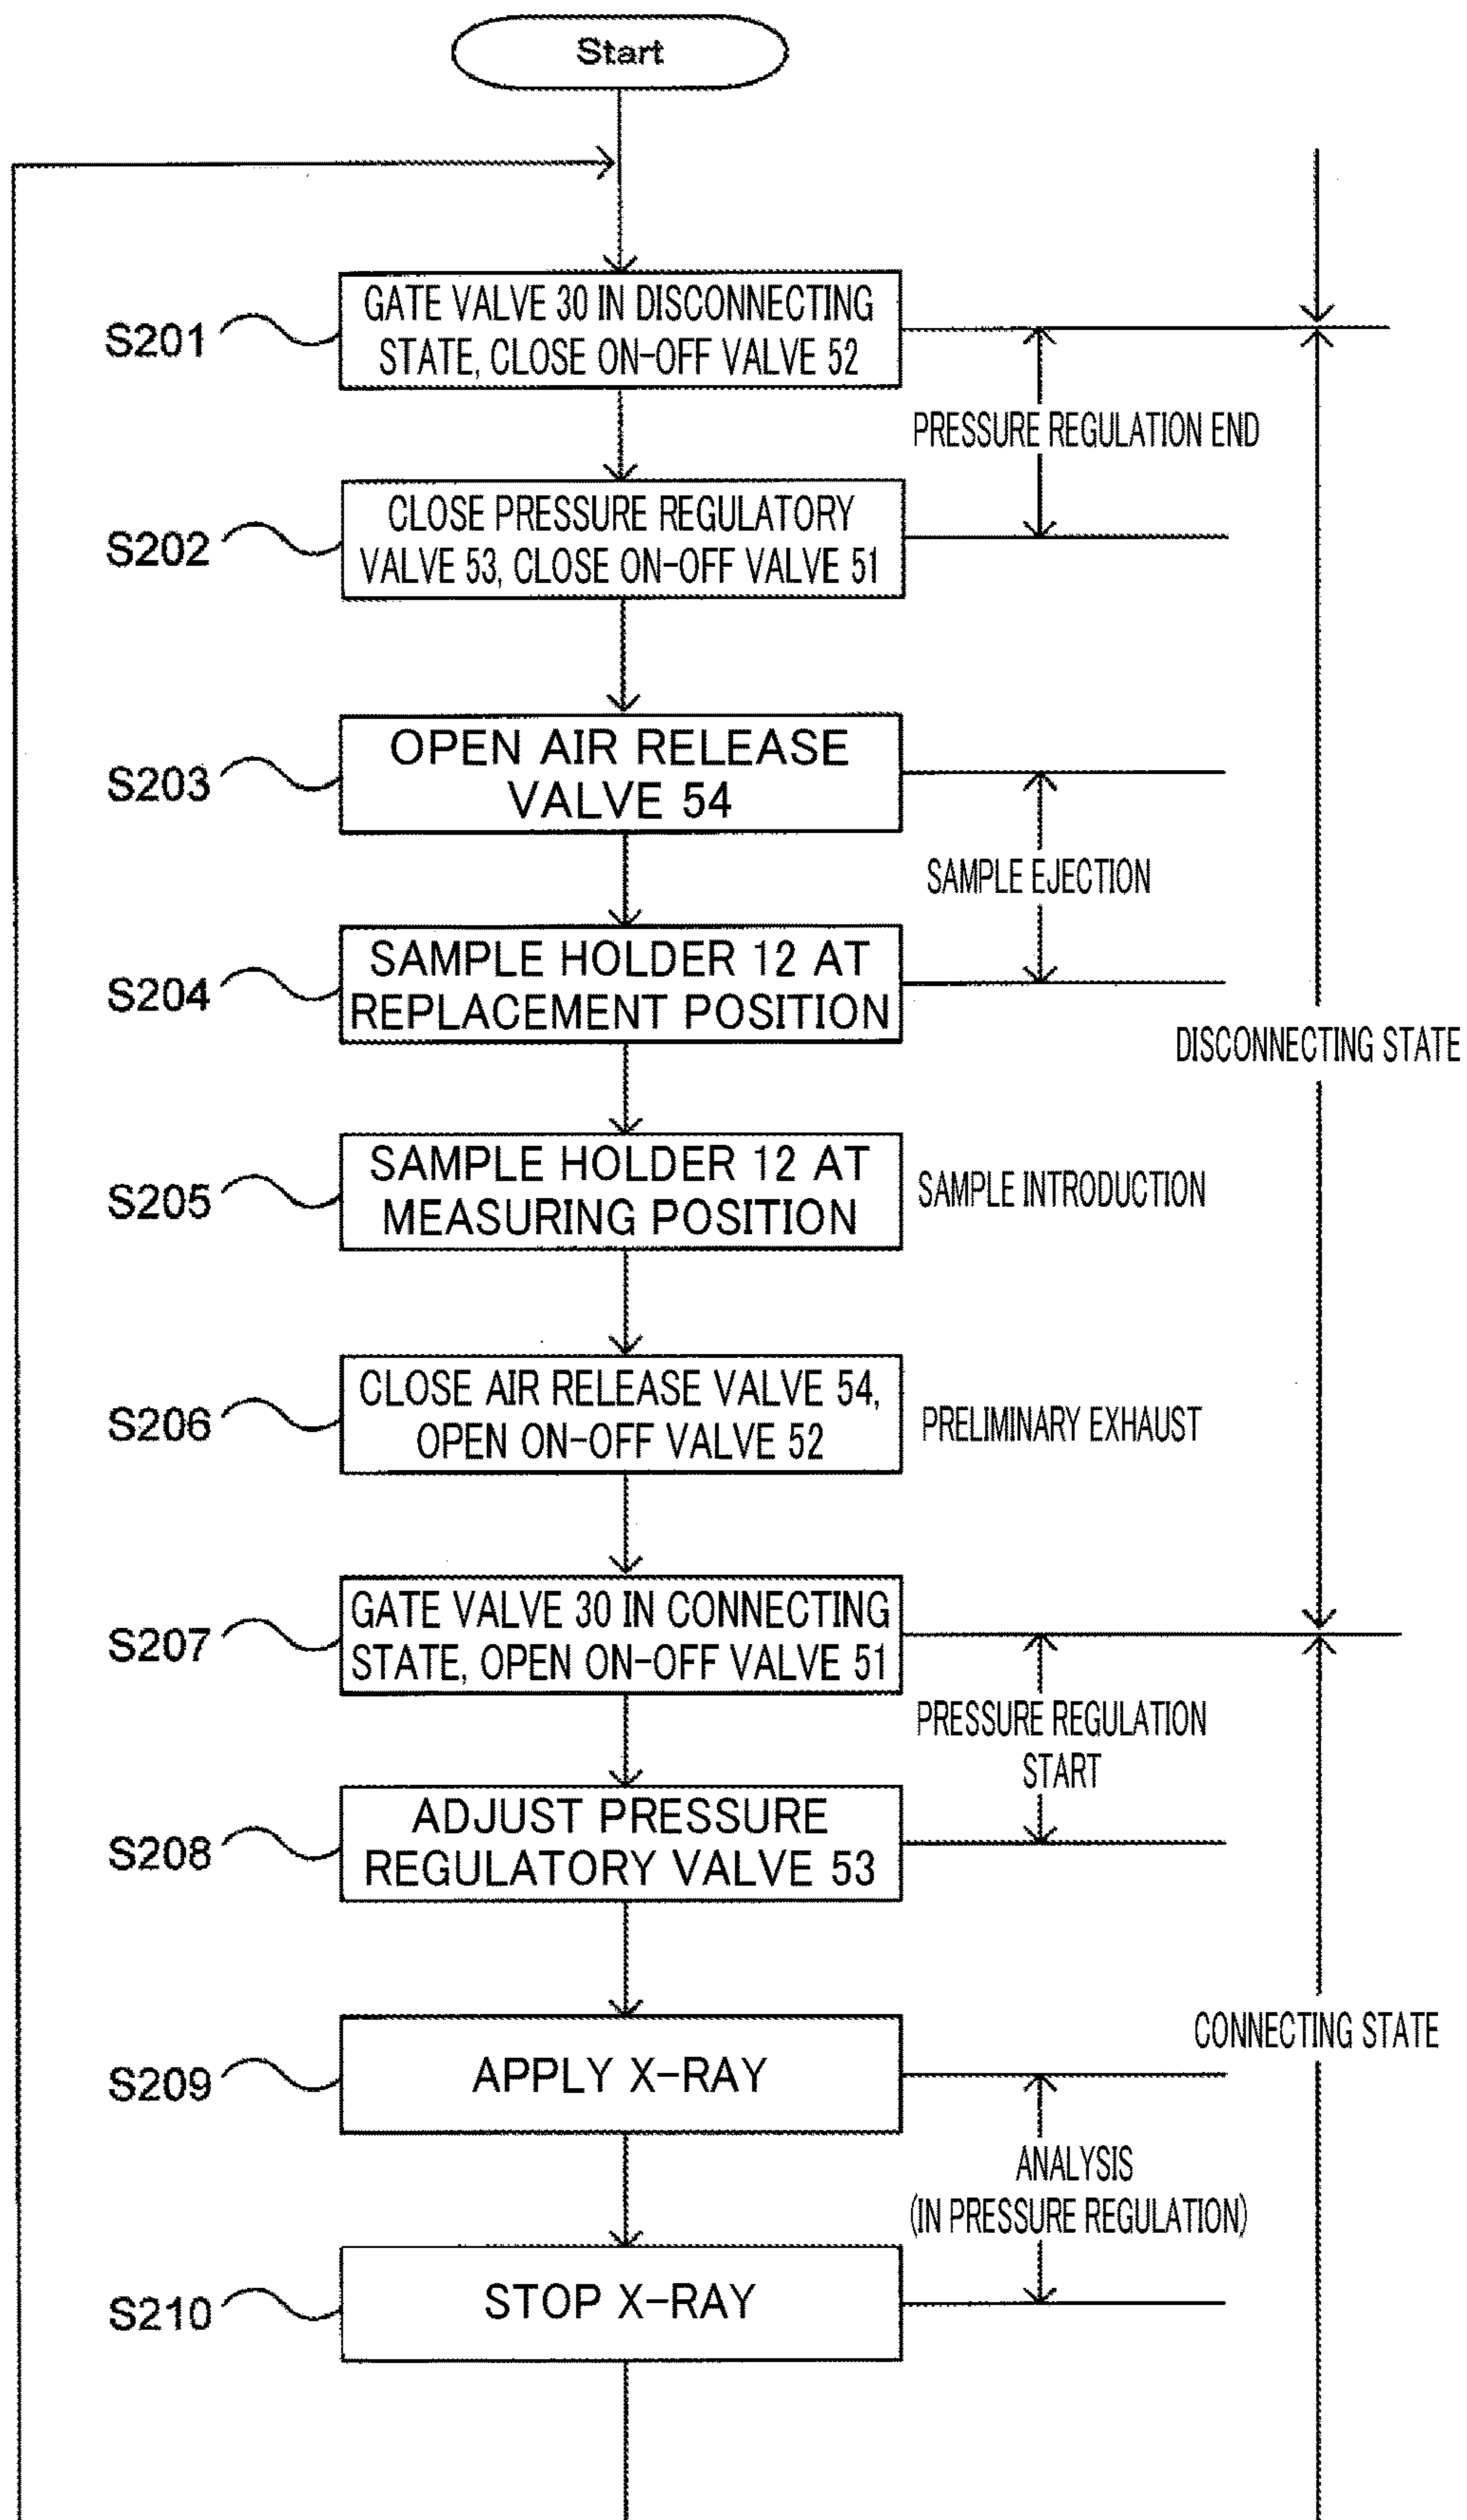 Start
S201
GATE VALVE 30 IN DISCONNECTING
STATE, CLOSE ON-OFF VALVE 52
PRESSURE REGULATION END
S202
CLOSE PRESSURE REGULATORY
VALVE 53, CLOSE ON-OFF VALVE 51
S203
OPEN AIR RELEASE
VALVE 54
SAMPLE EJECTION
S204
SAMPLE HOLDER 12 AT
REPLACEMENT POSITION
DISCONNECTING STATE
S205
SAMPLE HOLDER 12 AT
MEASURING POSITION
SAMPLE INTRODUCTION
S206
CLOSE AIR RELEASE VALVE 54,
OPEN ON-OFF VALVE 52
PRELIMINARY EXHAUST
S207
GATE VALVE 30 IN CONNECTING
STATE, OPEN ON-OFF VALVE 51
PRESSURE REGULATION
START
S208
ADJUST PRESSURE
REGULATORY VALVE 53
CONNECTING STATE
S209
APPLY X-RAY
ANALYSIS
(IN PRESSURE REGULATION)
S210
STOP X-RAY